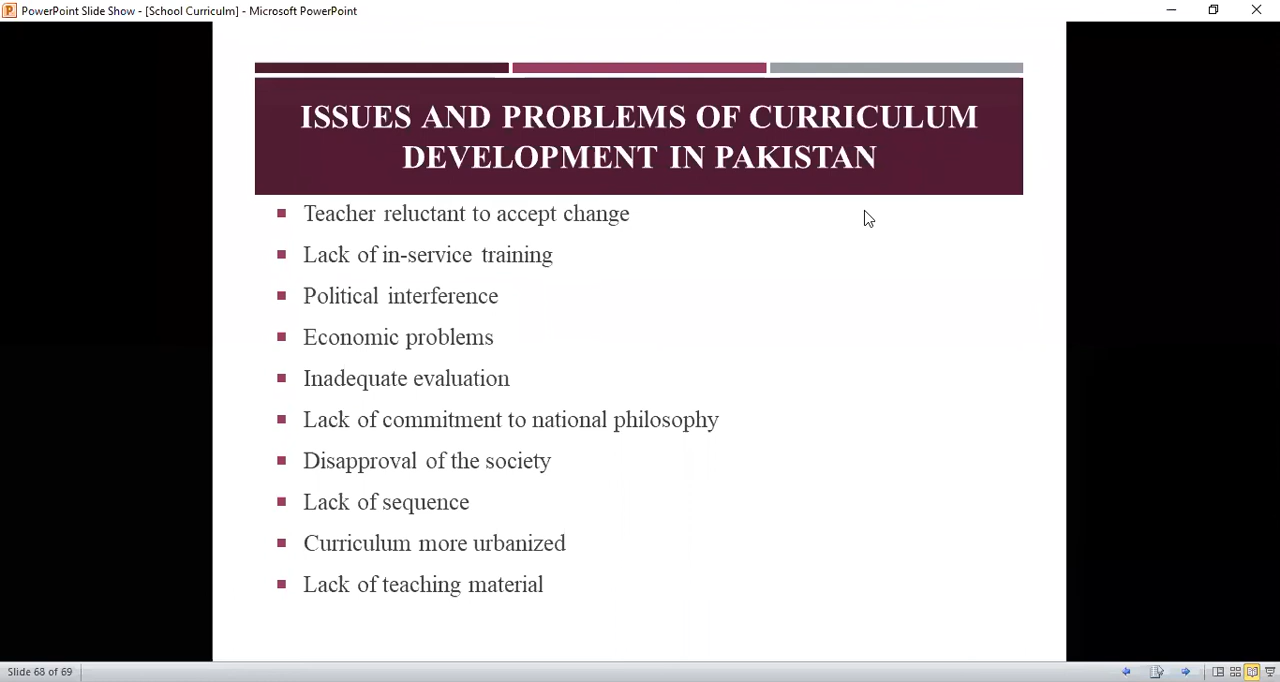 PowerPoint Slide Show - [School Curriculm] - Microsoft PowerPoint
ISSUES AND PROBLEMS OF CURRICULUM
DEVELOPMENT IN PAKISTAN
Teacher reluctant to accept change
Lack of in-service training
Political interference
Economic problems
Inadequate evaluation
Lack of commitment to national philosophy
Disapproval of the society
Lack of sequence
Curriculum more urbanized
Lack of teaching material
Slide 68 of 69